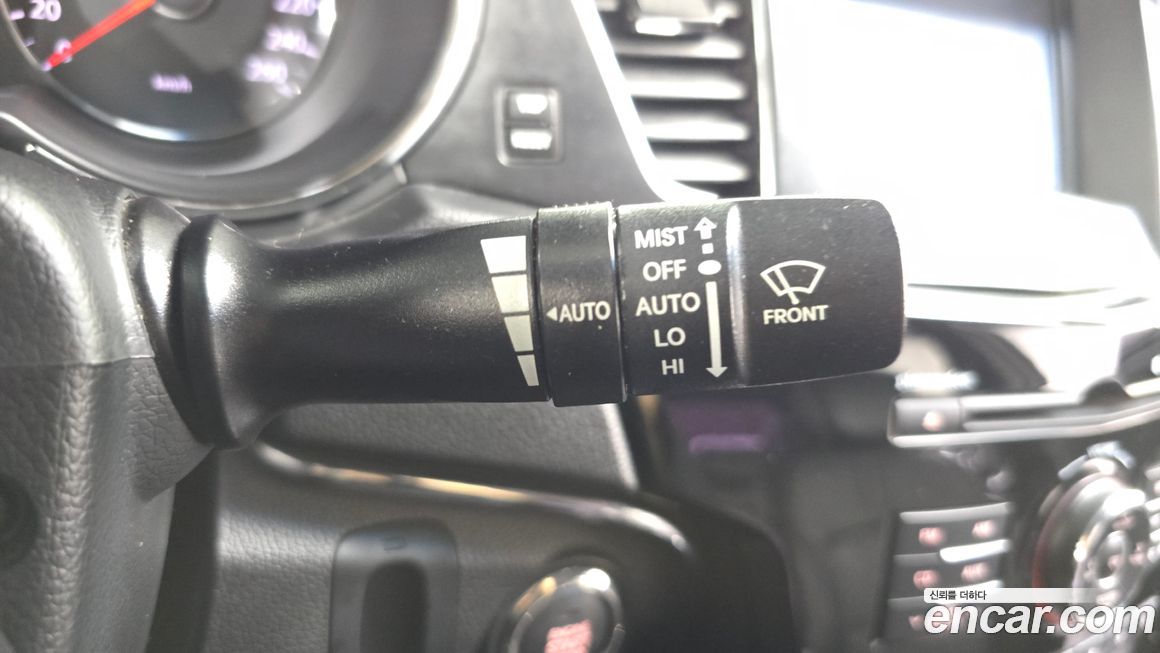 20
0
220
240
260
km/h
MIST
OFF
AUTO
LO
HI
◂AUTO
FRONT
신뢰를 더하다
encar.com